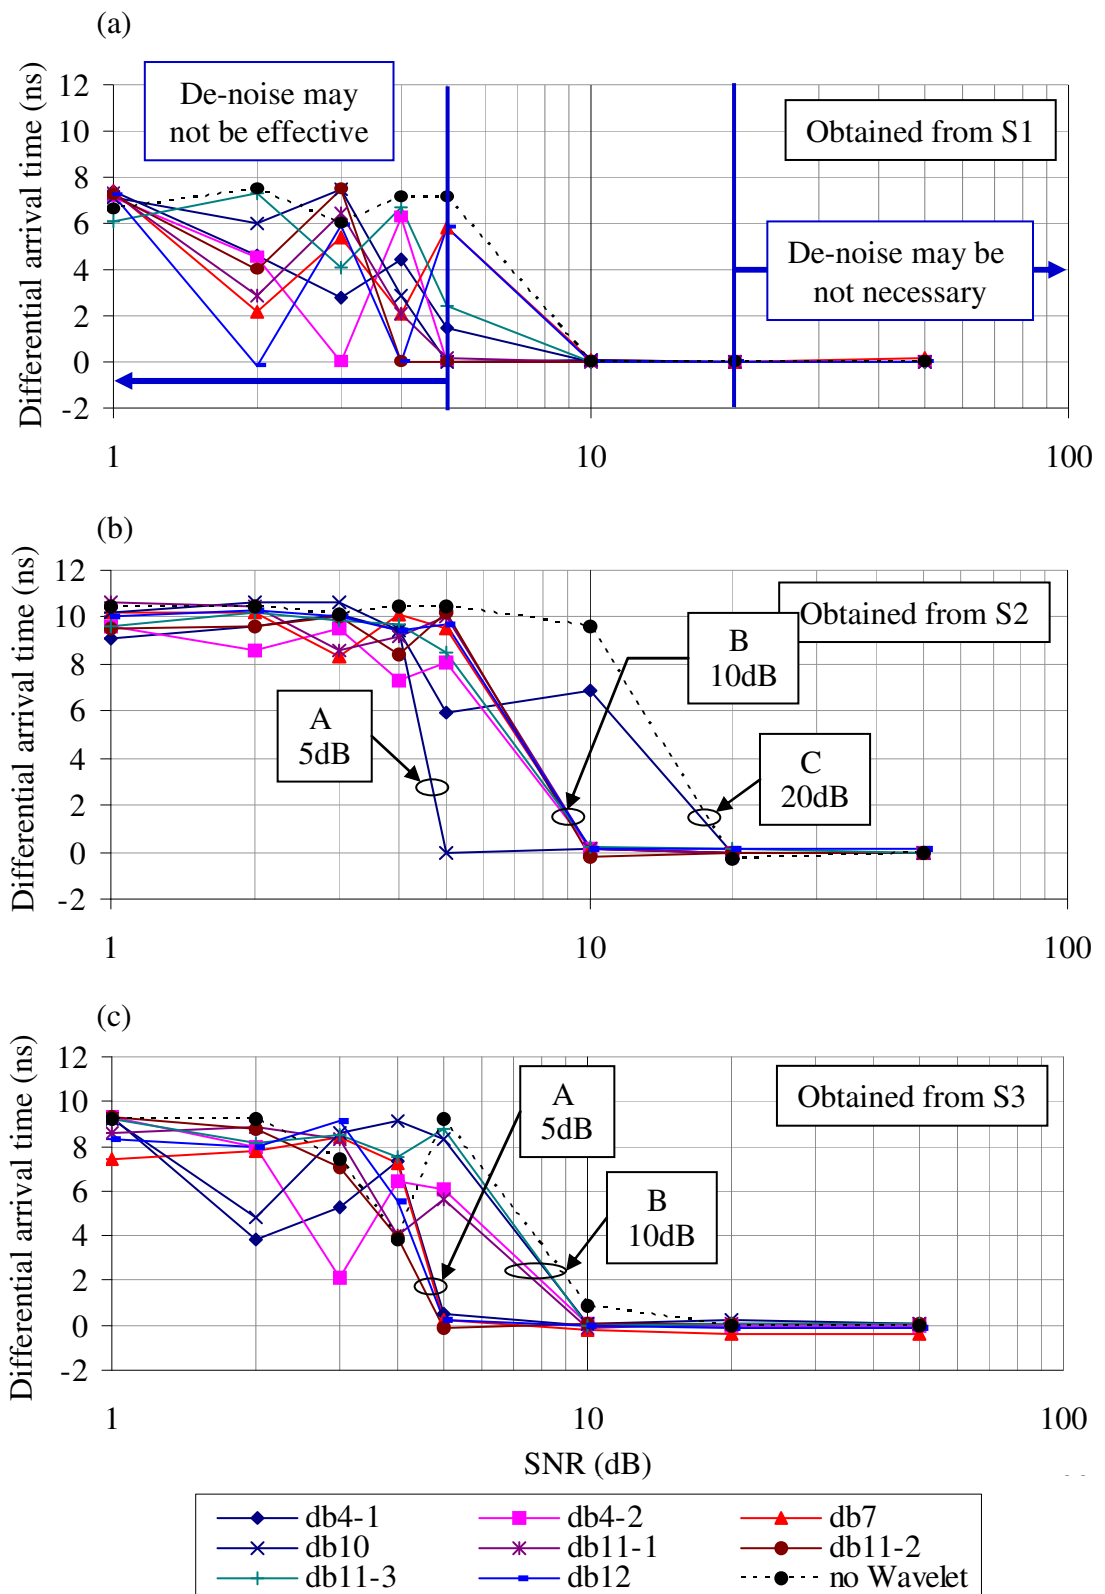 (a)
Differential arrival time (ns)
12
10
8
6
4
2
0
-2
De-noise may
not be effective
Obtained from S1
De-noise may be
not necessary
1
10
100
(b)
Differential arrival time (ns)
12
10
8
6
4
2
0
-2
Obtained from S2
B
10dB
A
5dB
C
20dB
1
10
100
(c)
Differential arrival time (ns)
12
10
8
6
4
2
0
-2
A
5dB
Obtained from S3
B
10dB
1
10
100
SNR (dB)
db4-1
db4-2
db7
db10
db11-1
db11-2
db11-3
db12
no Wavelet